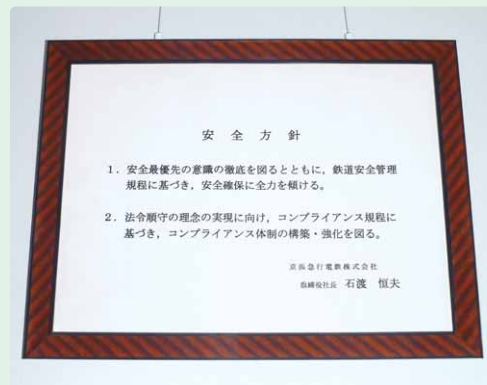 安 全 方 針
1. 安全最優先の意識の徹底を図るとともに，鉄道安全管理
規程に基づき，安全確保に全力を傾ける。
2. 法令順守の理念の実現に向け，コンプライアンス規程に
基づき，コンプライアンス体制の構築・強化を図る。
京浜急行電鉄株式会社
取締役社長 石渡 恒夫